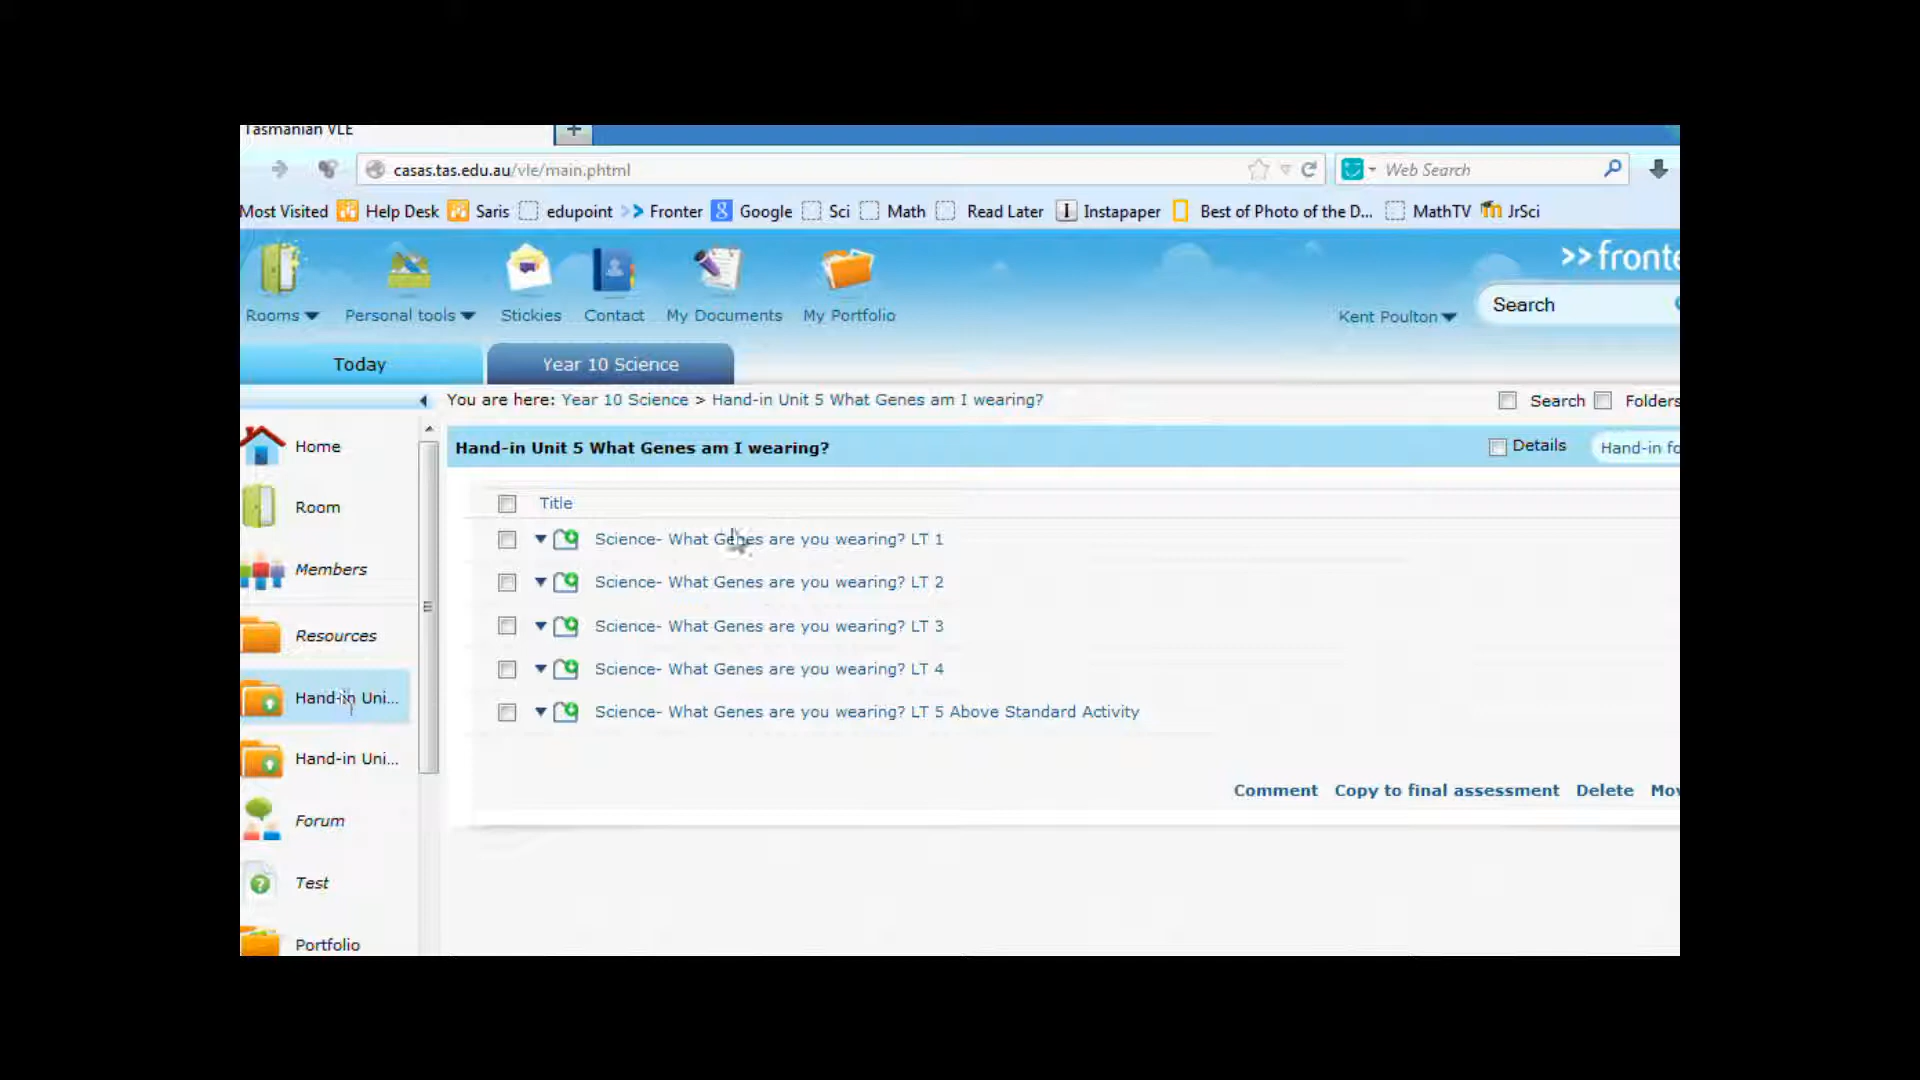 Tasmanian VLE
casas.tas.edu.au/vle/main.phtml
Web Search
Most Visited Help Desk Saris edupoint Fronter Google Sci Math Read Later Instapaper Best of Photo of the D... MathTV JrSci
>> fronte
Search
Rooms Personal tools Stickies Contact My Documents My Portfolio
Kent Poulton
Today Year 10 Science
You are here: Year 10 Science > Hand-in Unit 5 What Genes am I wearing?
Search Folders
Hand-in Unit 5 What Genes am I wearing?
Details Hand-in fo
Home
Room
Members
Resources
Hand-in Uni...
Hand-in Uni...
Forum
Test
Portfolio
Title
Science- What Genes are you wearing? LT 1
Science- What Genes are you wearing? LT 2
Science- What Genes are you wearing? LT 3
Science- What Genes are you wearing? LT 4
Science- What Genes are you wearing? LT 5 Above Standard Activity
Comment Copy to final assessment Delete Mov